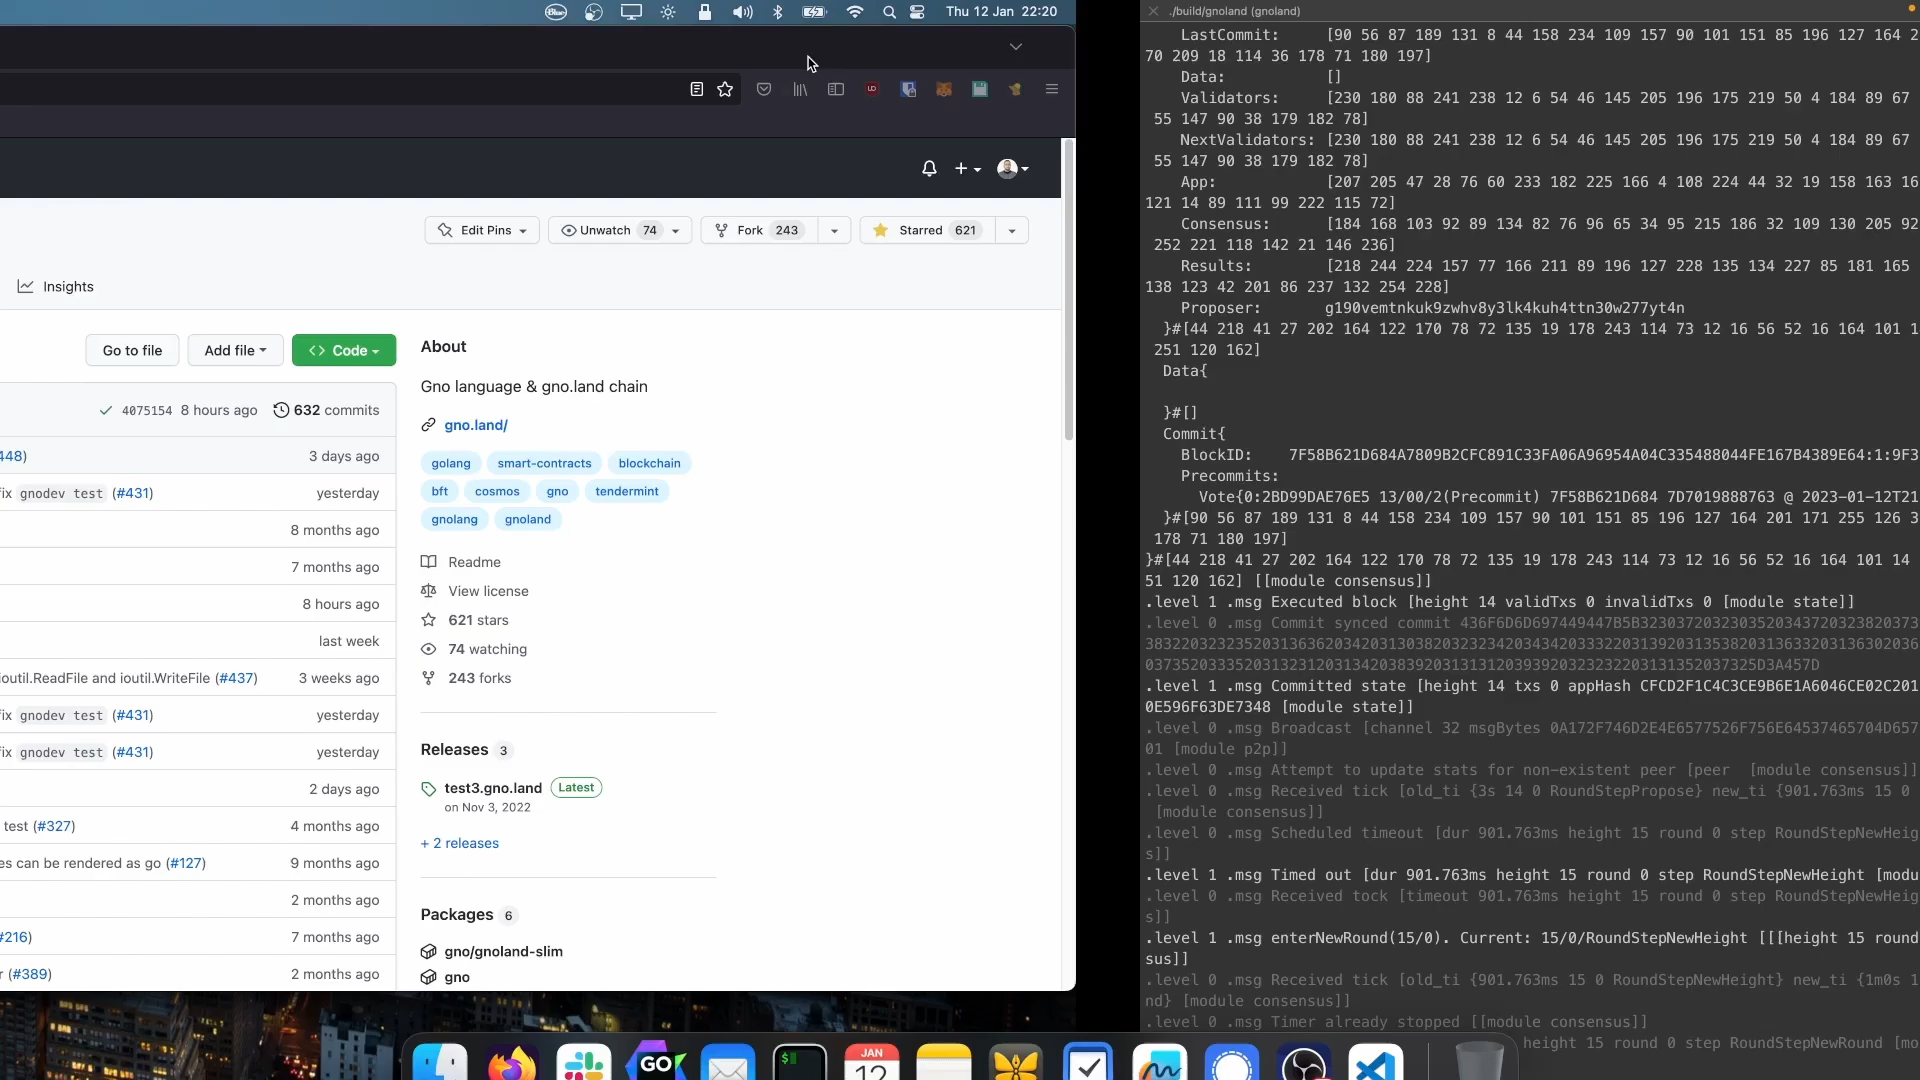 Thu 12 Jan 22:20
Edit Pins
Unwatch 74
Fork 243
Starred 621
Insights
Go to file
Add file
<> Code
4075154 8 hours ago 632 commits
448) 3 days ago
ix gnodev test (#431) yesterday
8 months ago
7 months ago
8 hours ago
last week
ioutil.ReadFile and ioutil.WriteFile (#437) 3 weeks ago
ix gnodev test (#431) yesterday
ix gnodev test (#431) yesterday
2 days ago
test (#327) 4 months ago
es can be rendered as go (#127) 9 months ago
2 months ago
#216) 7 months ago
r (#389) 2 months ago
About
Gno language & gno.land chain
gno.land/
golang smart-contracts blockchain
bft cosmos gno tendermint
gnolang gnoland
Readme
View license
621 stars
74 watching
243 forks
Releases 3
test3.gno.land Latest
on Nov 3, 2022
+ 2 releases
Packages 6
gno/gnoland-slim
gno
./build/gnoland (gnoland)
LastCommit: [90 56 87 189 131 8 44 158 234 109 157 90 101 151 85 196 127 164 2
70 209 18 114 36 178 71 180 197]
Data: []
Validators: [230 180 88 241 238 12 6 54 46 145 205 196 175 219 50 4 184 89 67
55 147 90 38 179 182 78]
NextValidators: [230 180 88 241 238 12 6 54 46 145 205 196 175 219 50 4 184 89 67
55 147 90 38 179 182 78]
App: [207 205 47 28 76 60 233 182 225 166 4 108 224 44 32 19 158 163 16
121 14 89 111 99 222 115 72]
Consensus: [184 168 103 92 89 134 82 76 96 65 34 95 215 186 32 109 130 205 92
252 221 118 142 21 146 236]
Results: [218 244 224 157 77 166 211 89 196 127 228 135 134 227 85 181 165
138 123 42 201 86 237 132 254 228]
Proposer: g190vemtnkuk9zwhv8y3lk4kuh4ttn30w277yt4n
}#[44 218 41 27 202 164 122 170 78 72 135 19 178 243 114 73 12 16 56 52 16 164 101 1
251 120 162]
Data{
}#[]
Commit{
BlockID: 7F58B621D684A7809B2CFC891C33FA06A96954A04C335488044FE167B4389E64:1:9F3
Precommits:
Vote{0:2BD99DAE76E5 13/00/2(Precommit) 7F58B621D684 7D7019888763 @ 2023-01-12T21
}#[90 56 87 189 131 8 44 158 234 109 157 90 101 151 85 196 127 164 201 171 255 126 3
178 71 180 197]
}#[44 218 41 27 202 164 122 170 78 72 135 19 178 243 114 73 12 16 56 52 16 164 101 14
51 120 162] [[module consensus]]
.level 1 .msg Executed block [height 14 validTxs 0 invalidTxs 0 [module state]]
.level 0 .msg Commit synced commit 436F6D6D697449447B5B3230372032303520343720323820373
03735203335203132312031342038392031313120393920323232203131352037325D3A457D
.level 1 .msg Committed state [height 14 txs 0 appHash CFCD2F1C4C3CE9B6E1A6046CE02C201
0E596F63DE7348 [module state]]
.level 0 .msg Broadcast [channel 32 msgBytes 0A172F746D2E4E6577526F756E64537465704D657
01 [module p2p]]
.level 0 .msg Attempt to update stats for non-existent peer [peer [module consensus]]
.level 0 .msg Received tick [old_ti {3s 14 0 RoundStepPropose} new_ti {901.763ms 15 0
[module consensus]]
.level 0 .msg Scheduled timeout [dur 901.763ms height 15 round 0 step RoundStepNewHeig
s]]
.level 1 .msg Timed out [dur 901.763ms height 15 round 0 step RoundStepNewHeight [modu
.level 0 .msg Received tock [timeout 901.763ms height 15 round 0 step RoundStepNewHeig
s]]
.level 1 .msg enterNewRound(15/0). Current: 15/0/RoundStepNewHeight [[[height 15 round
sus]]
.level 0 .msg Received tick [old_ti {901.763ms 15 0 RoundStepNewHeight} new_ti {1m0s 1
nd} [module consensus]]
.level 0 .msg Timer already stopped [[module consensus]]
height 15 round 0 step RoundStepNewRound [mo
GO
JAN
12